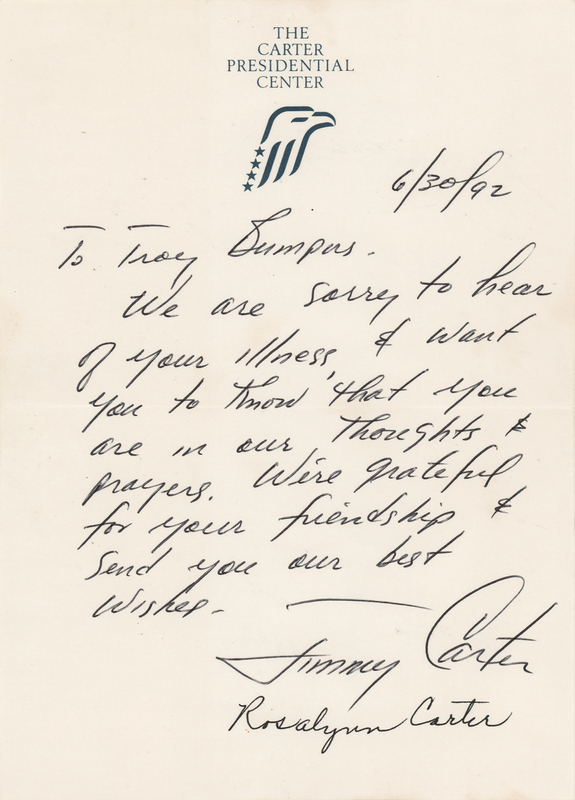 THE
CARTER
PRESIDENTIAL
CENTER
6/30/92
To Troy Bumpus.
We are sorry to hear
of your illness, & want
you to know that you
are in our thoughts &
prayers. We're grateful
for your friendship &
send you our best
wishes -
Jimmy Carter
Rosalynn Carter